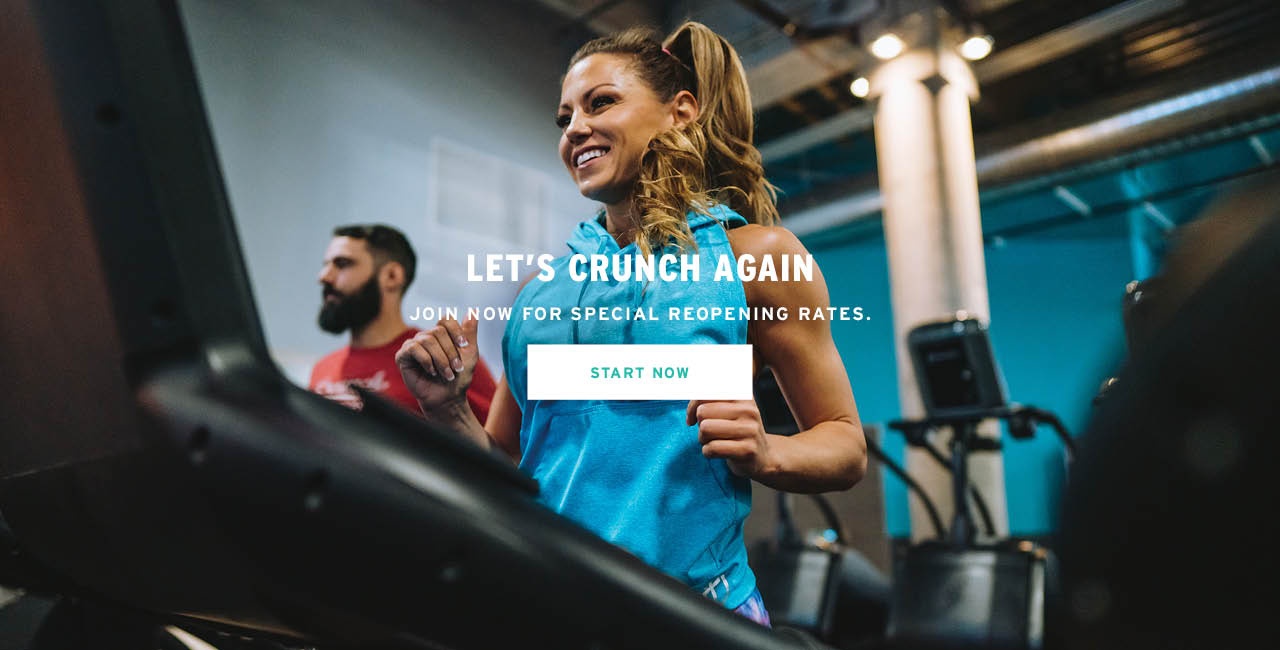 LET'S CRUNCH AGAIN
JOIN NOW FOR SPECIAL REOPENING RATES.
START NOW